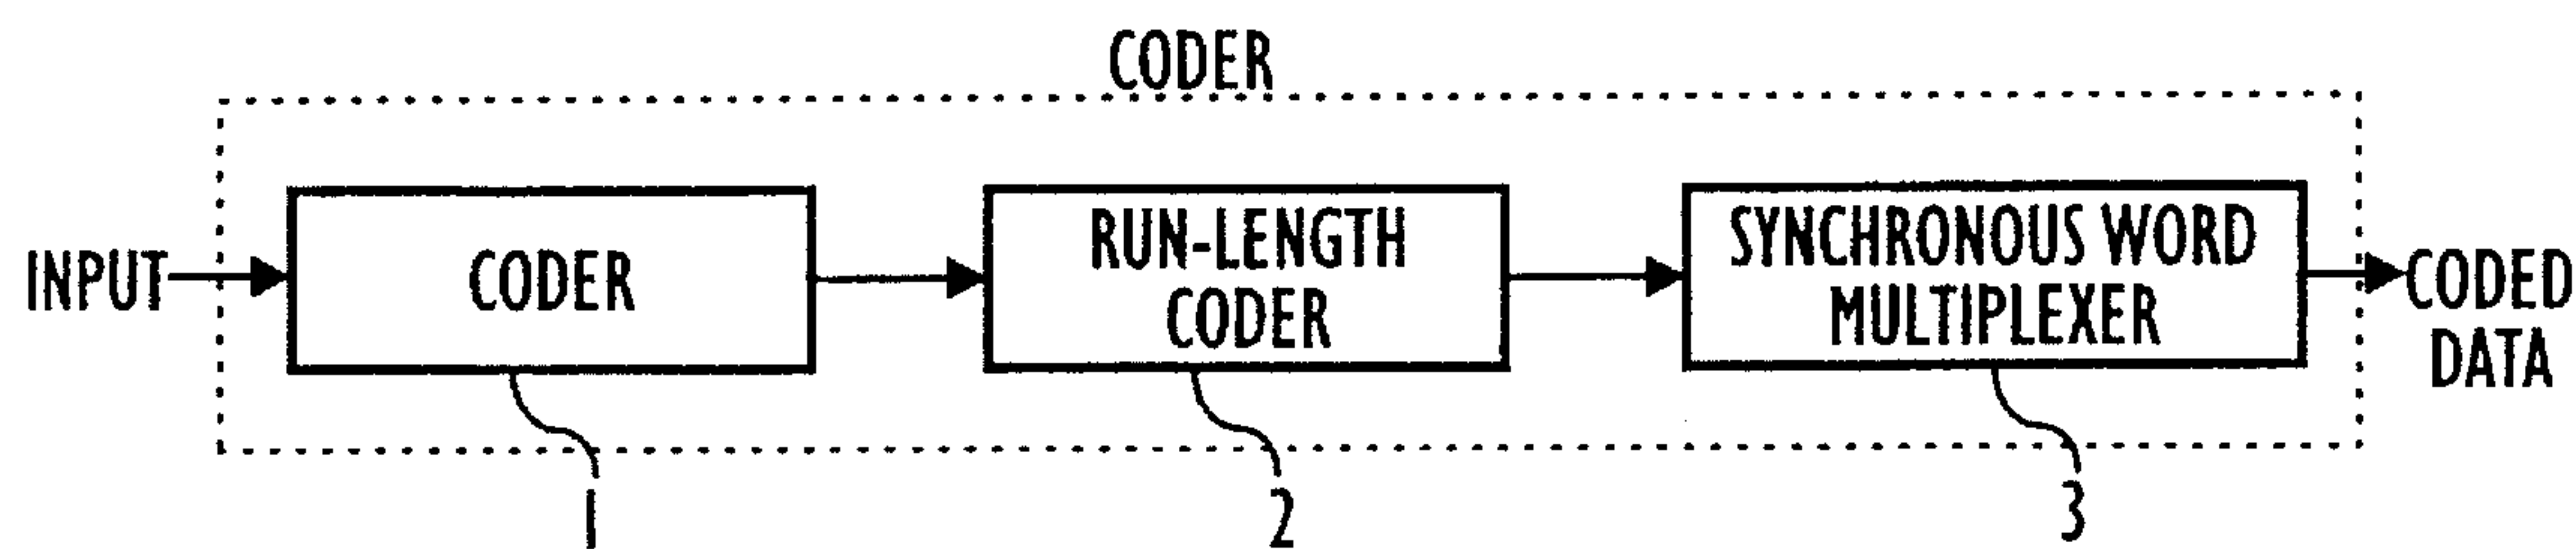 CODER
INPUT
CODER
RUN-LENGTH
CODER
SYNCHRONOUS WORD
MULTIPLEXER
CODED
DATA
1
2
3